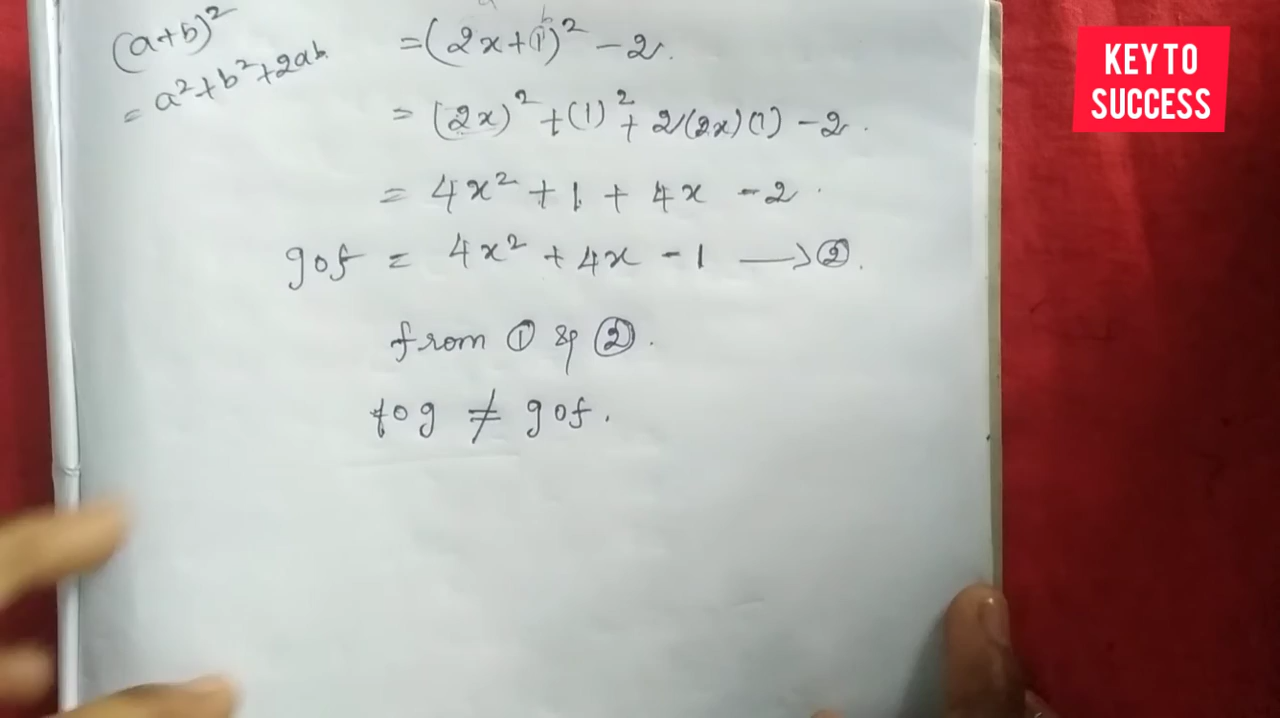 (a+b)²
= a²+b²+2ab
a b
=(2x+1)² -2.
= (2x)² +(1)² + 2(2x)(1) -2.
= 4x² + 1 + 4x -2.
gof = 4x² + 4x - 1 → ②.
from ① & ②.
fog ≠ gof.
KEY TO
SUCCESS